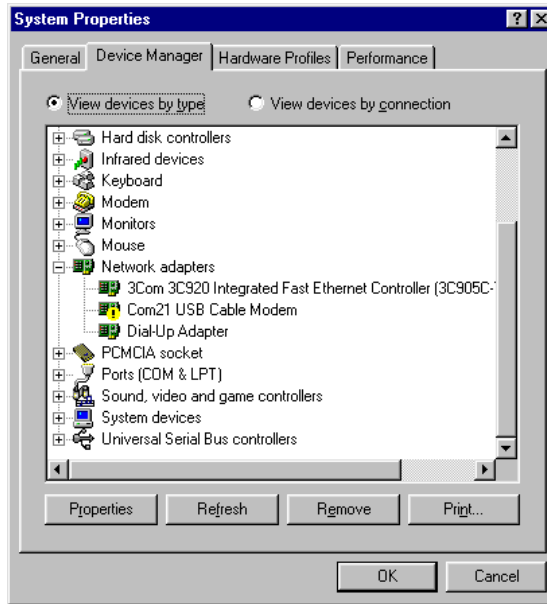 System Properties
General Device Manager Hardware Profiles Performance
View devices by type View devices by connection
Hard disk controllers
Infrared devices
Keyboard
Modem
Monitors
Mouse
Network adapters
3Com 3C920 Integrated Fast Ethernet Controller (3C905C-
Com21 USB Cable Modem
Dial-Up Adapter
PCMCIA socket
Ports (COM & LPT)
Sound, video and game controllers
System devices
Universal Serial Bus controllers
Properties Refresh Remove Print...
OK Cancel